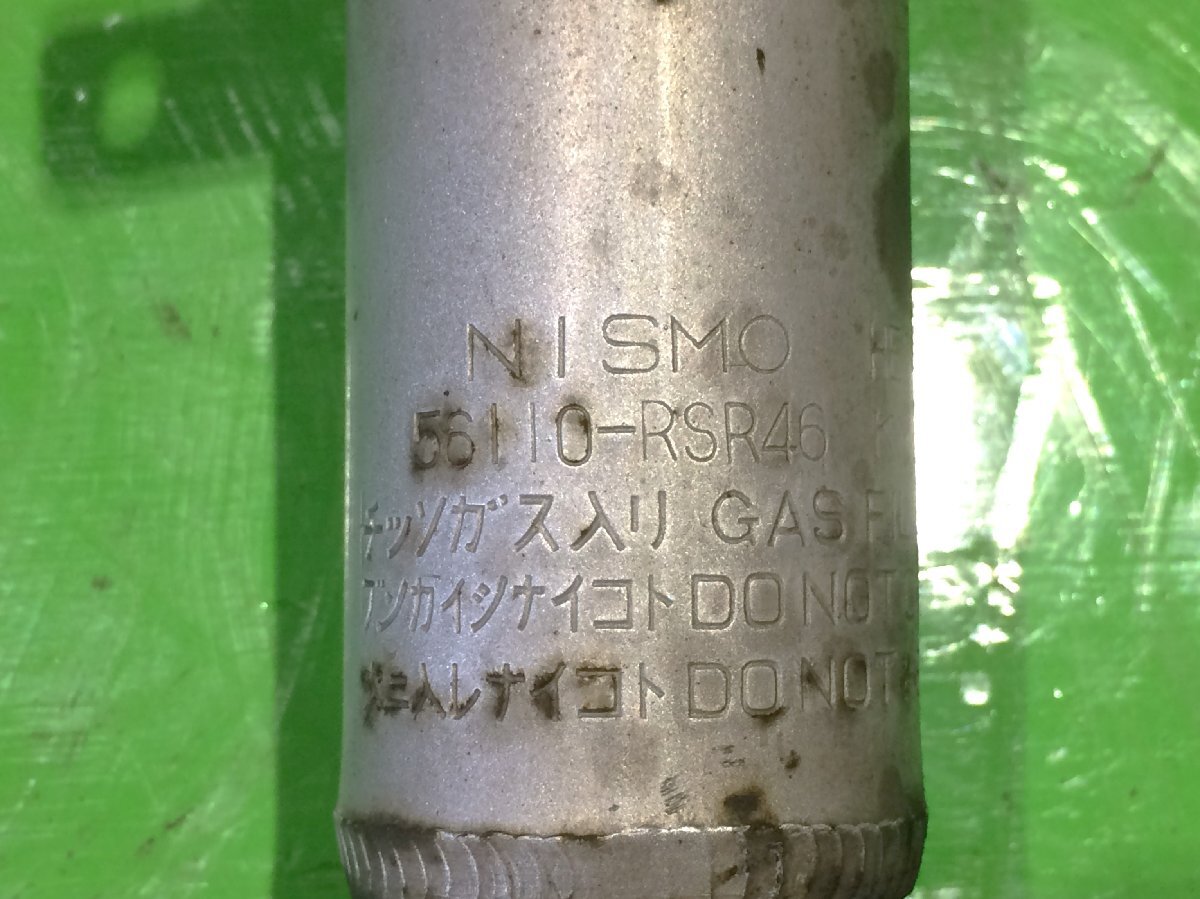 NISMO
56110-RSR46
チッソガス入リ GAS
ブンカイシナイコト DO NOT
入レナイコト DO NOT